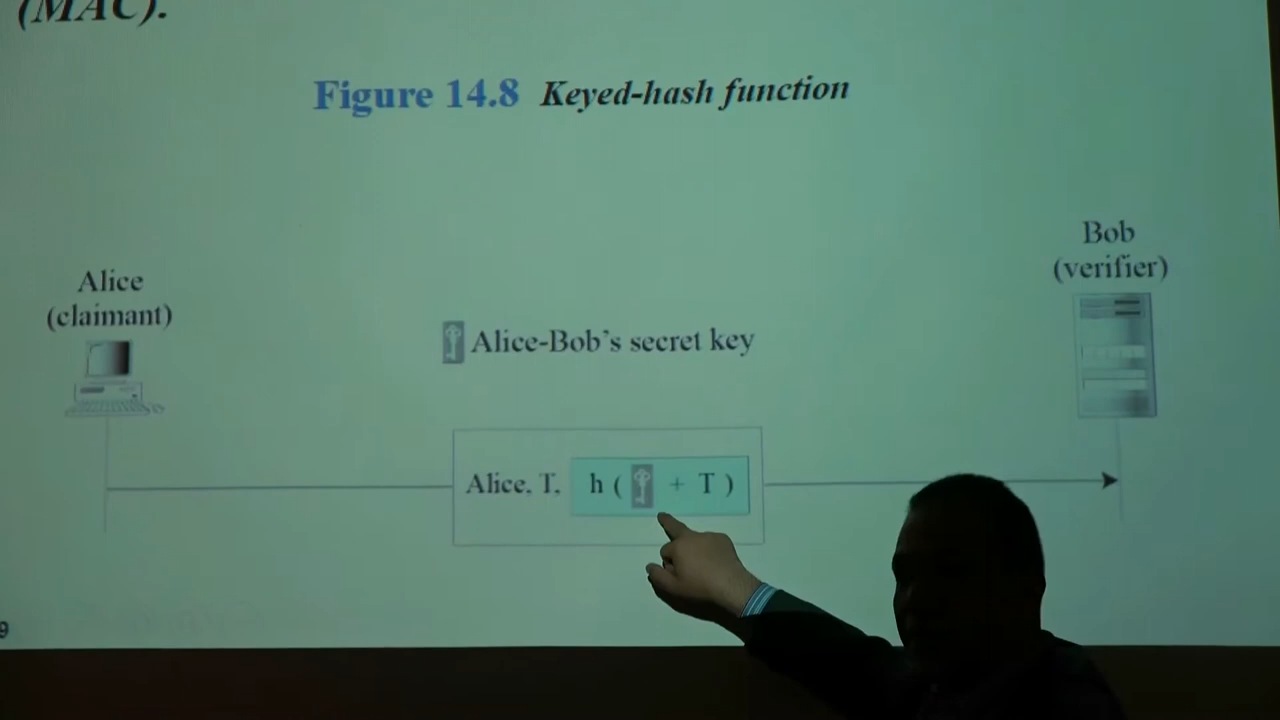 (MAC).
Figure 14.8 Keyed-hash function
Bob
(verifier)
Alice
(claimant)
Alice-Bob's secret key
Alice, T, h ( + T )
9